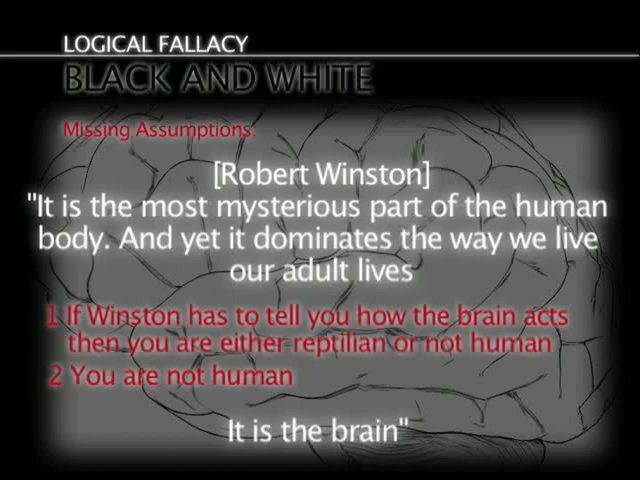 LOGICAL FALLACY
BLACK AND WHITE
Missing Assumptions:
[Robert Winston]
"It is the most mysterious part of the human
body. And yet it dominates the way we live
our adult lives
1 If Winston has to tell you how the brain acts
then you are either reptilian or not human
2 You are not human
It is the brain"